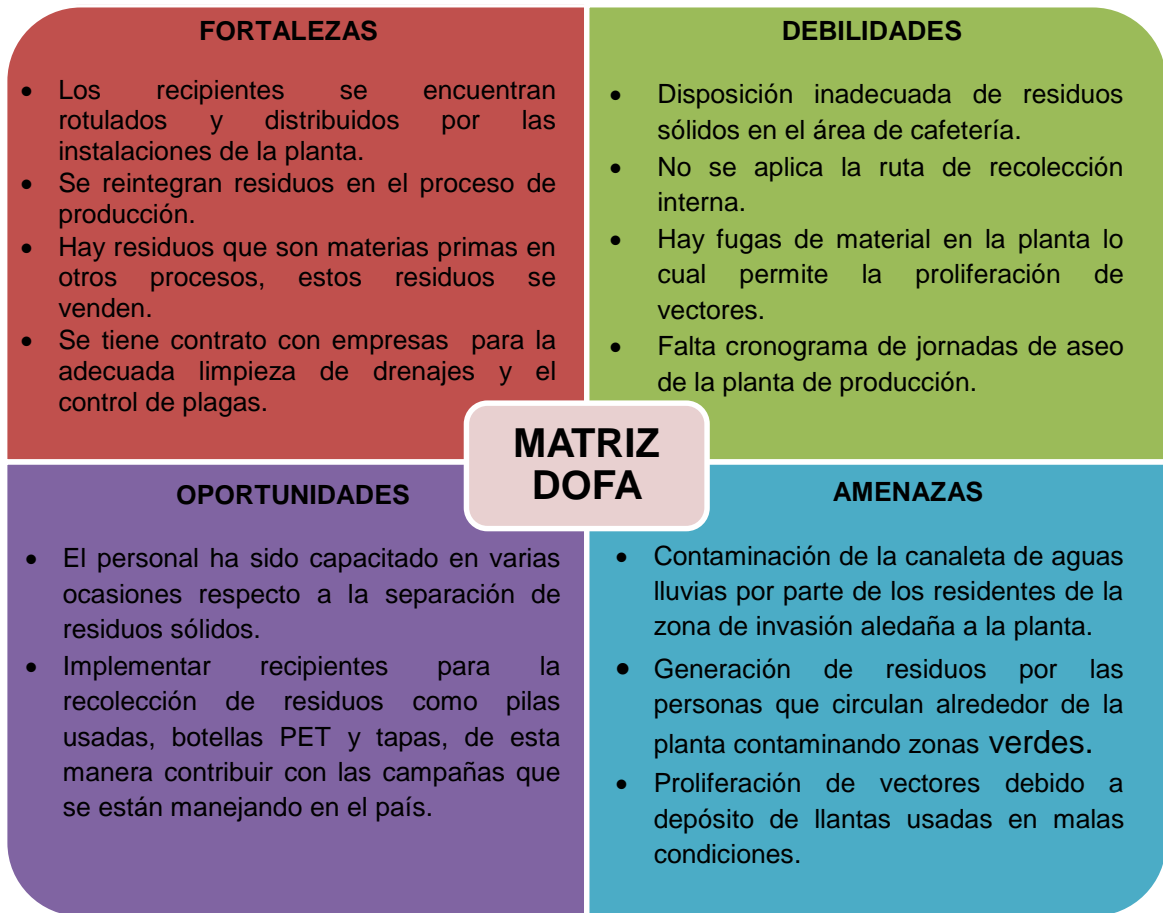 FORTALEZAS
• Los recipientes se encuentran
rotulados y distribuidos por las
instalaciones de la planta.
• Se reintegran residuos en el proceso de
producción.
• Hay residuos que son materias primas en
otros procesos, estos residuos se
venden.
• Se tiene contrato con empresas para la
adecuada limpieza de drenajes y el
control de plagas.
DEBILIDADES
• Disposición inadecuada de residuos
sólidos en el área de cafetería.
• No se aplica la ruta de recolección
interna.
• Hay fugas de material en la planta lo
cual permite la proliferación de
vectores.
• Falta cronograma de jornadas de aseo
de la planta de producción.
MATRIZ
DOFA
OPORTUNIDADES
• El personal ha sido capacitado en varias
ocasiones respecto a la separación de
residuos sólidos.
• Implementar recipientes para la
recolección de residuos como pilas
usadas, botellas PET y tapas, de esta
manera contribuir con las campañas que
se están manejando en el país.
AMENAZAS
• Contaminación de la canaleta de aguas
lluvias por parte de los residentes de la
zona de invasión aledaña a la planta.
• Generación de residuos por las
personas que circulan alrededor de la
planta contaminando zonas verdes.
• Proliferación de vectores debido a
depósito de llantas usadas en malas
condiciones.